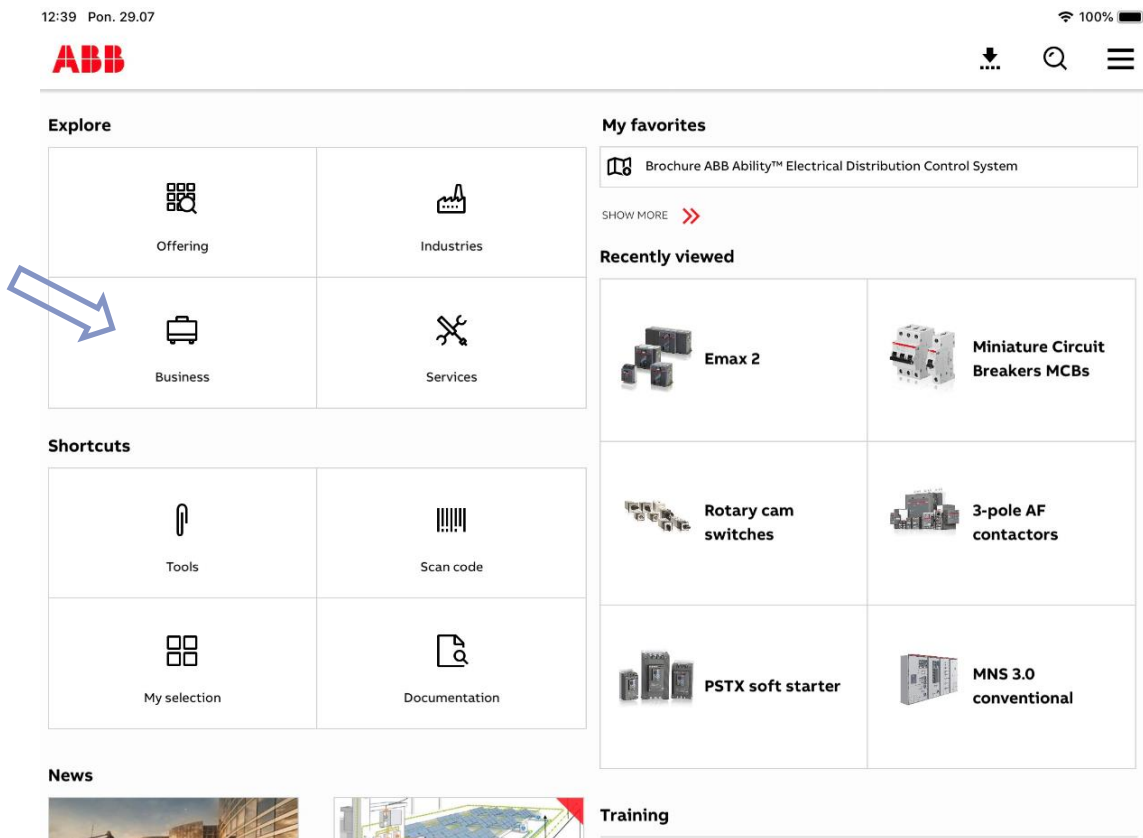 12:39 Pon. 29.07
100%
ABB
Explore
Offering
Industries
Business
Services
Shortcuts
Tools
Scan code
My selection
Documentation
News
My favorites
Brochure ABB Ability™ Electrical Distribution Control System
SHOW MORE
Recently viewed
Emax 2
Miniature Circuit
Breakers MCBs
Rotary cam
switches
3-pole AF
contactors
PSTX soft starter
MNS 3.0
conventional
Training